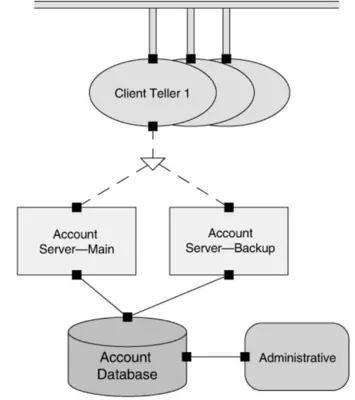 Client Teller 1
Account
Server—Main
Account
Server—Backup
Account
Database
Administrative